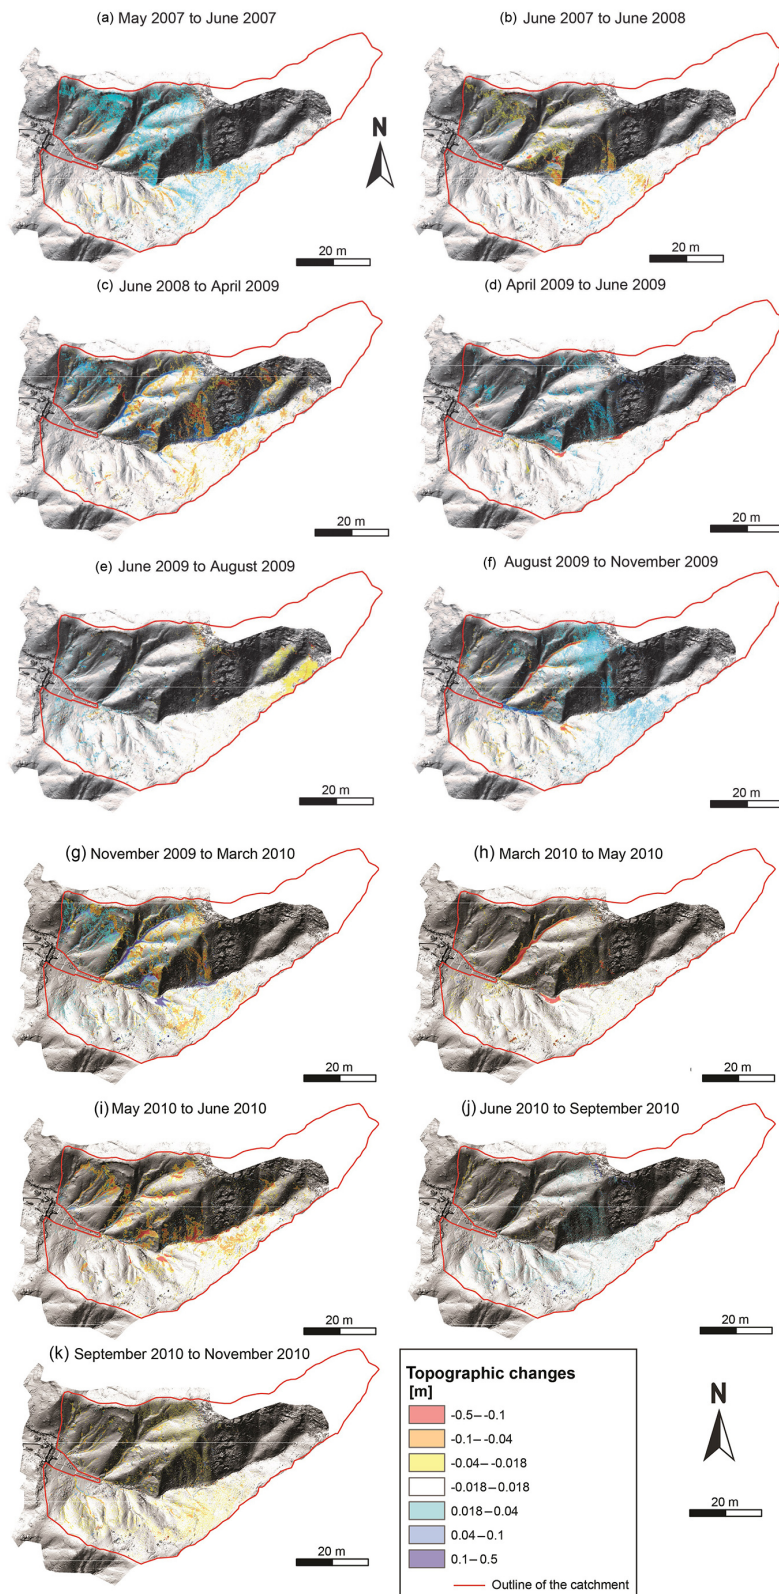 (a) May 2007 to June 2007
(b) June 2007 to June 2008
N
20 m
20 m
(c) June 2008 to April 2009
(d) April 2009 to June 2009
20 m
20 m
(e) June 2009 to August 2009
(f) August 2009 to November 2009
20 m
20 m
(g) November 2009 to March 2010
(h) March 2010 to May 2010
20 m
20 m
(i) May 2010 to June 2010
(j) June 2010 to September 2010
20 m
20 m
(k) September 2010 to November 2010
20 m
Topographic changes
[m]
-0.5–-0.1
-0.1–-0.04
-0.04–-0.018
-0.018–0.018
0.018–0.04
0.04–0.1
0.1–0.5
Outline of the catchment
N
20 m